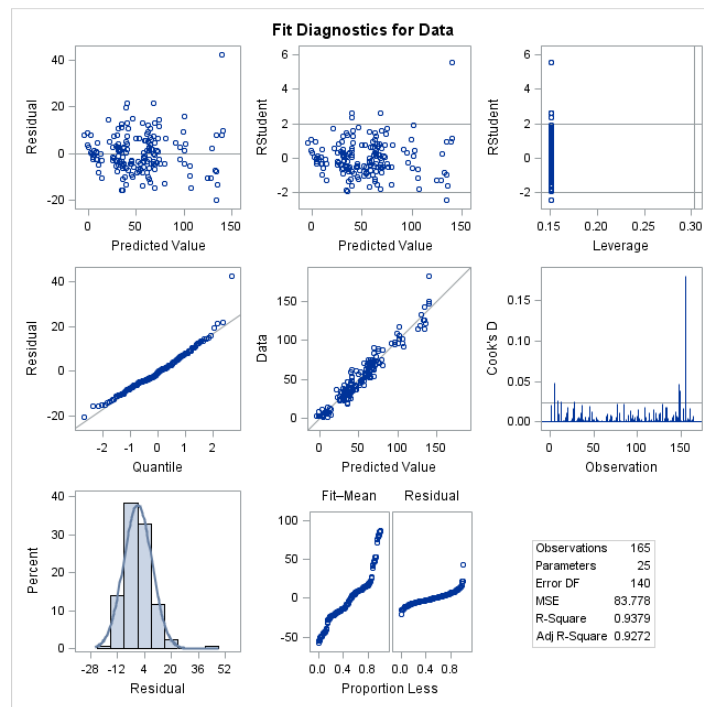 Fit Diagnostics for Data
Residual
40
20
0
-20
0 50 100 150
Predicted Value
RStudent
6
4
2
0
-2
0 50 100 150
Predicted Value
RStudent
6
4
2
0
-2
0.15 0.20 0.25 0.30
Leverage
Residual
40
20
0
-20
-2 -1 0 1 2
Quantile
Data
150
100
50
0
0 50 100 150
Predicted Value
Cook's D
0.15
0.10
0.05
0.00
0 50 100 150
Observation
Percent
40
30
20
10
0
-28 -12 4 20 36 52
Residual
Fit–Mean Residual
100
50
0
-50
0.0 0.4 0.8 0.0 0.4 0.8
Proportion Less
Observations 165
Parameters 25
Error DF 140
MSE 83.778
R-Square 0.9379
Adj R-Square 0.9272